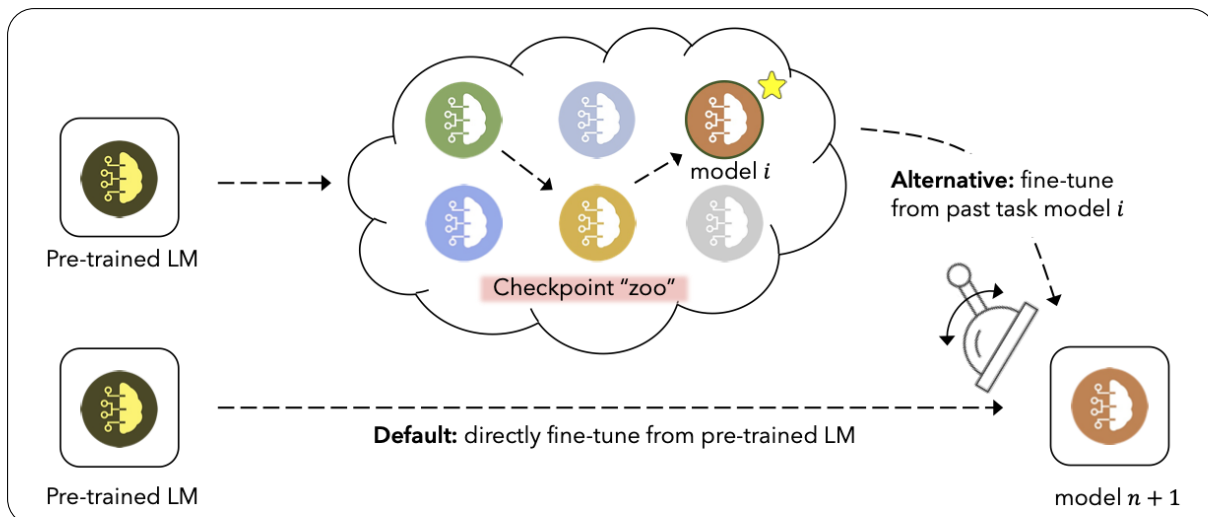 model i
Alternative: fine-tune
from past task model i
Pre-trained LM
Checkpoint “zoo”
Default: directly fine-tune from pre-trained LM
Pre-trained LM
model n + 1